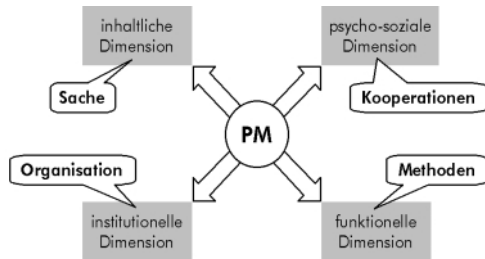 inhaltliche
Dimension
psycho-soziale
Dimension
Sache
Kooperationen
PM
Organisation
Methoden
institutionelle
Dimension
funktionelle
Dimension